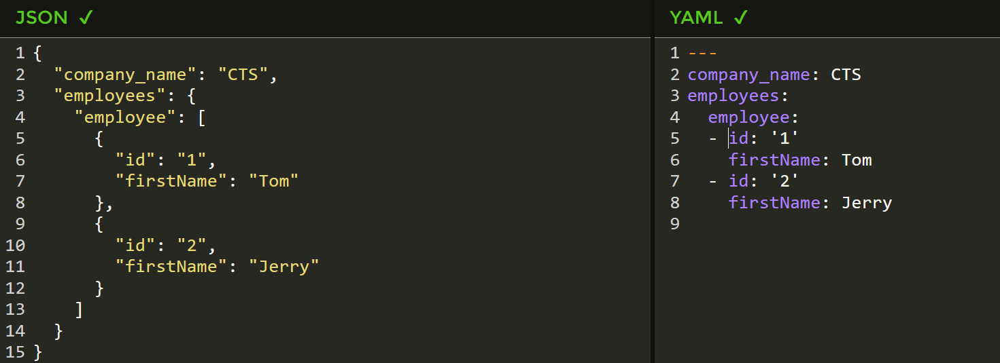 JSON ✓
1 {
2   "company_name": "CTS",
3   "employees": {
4     "employee": [
5       {
6         "id": "1",
7         "firstName": "Tom"
8       },
9       {
10         "id": "2",
11         "firstName": "Jerry"
12       }
13     ]
14   }
15 }
YAML ✓
1 ---
2 company_name: CTS
3 employees:
4   employee:
5   - id: '1'
6     firstName: Tom
7   - id: '2'
8     firstName: Jerry
9